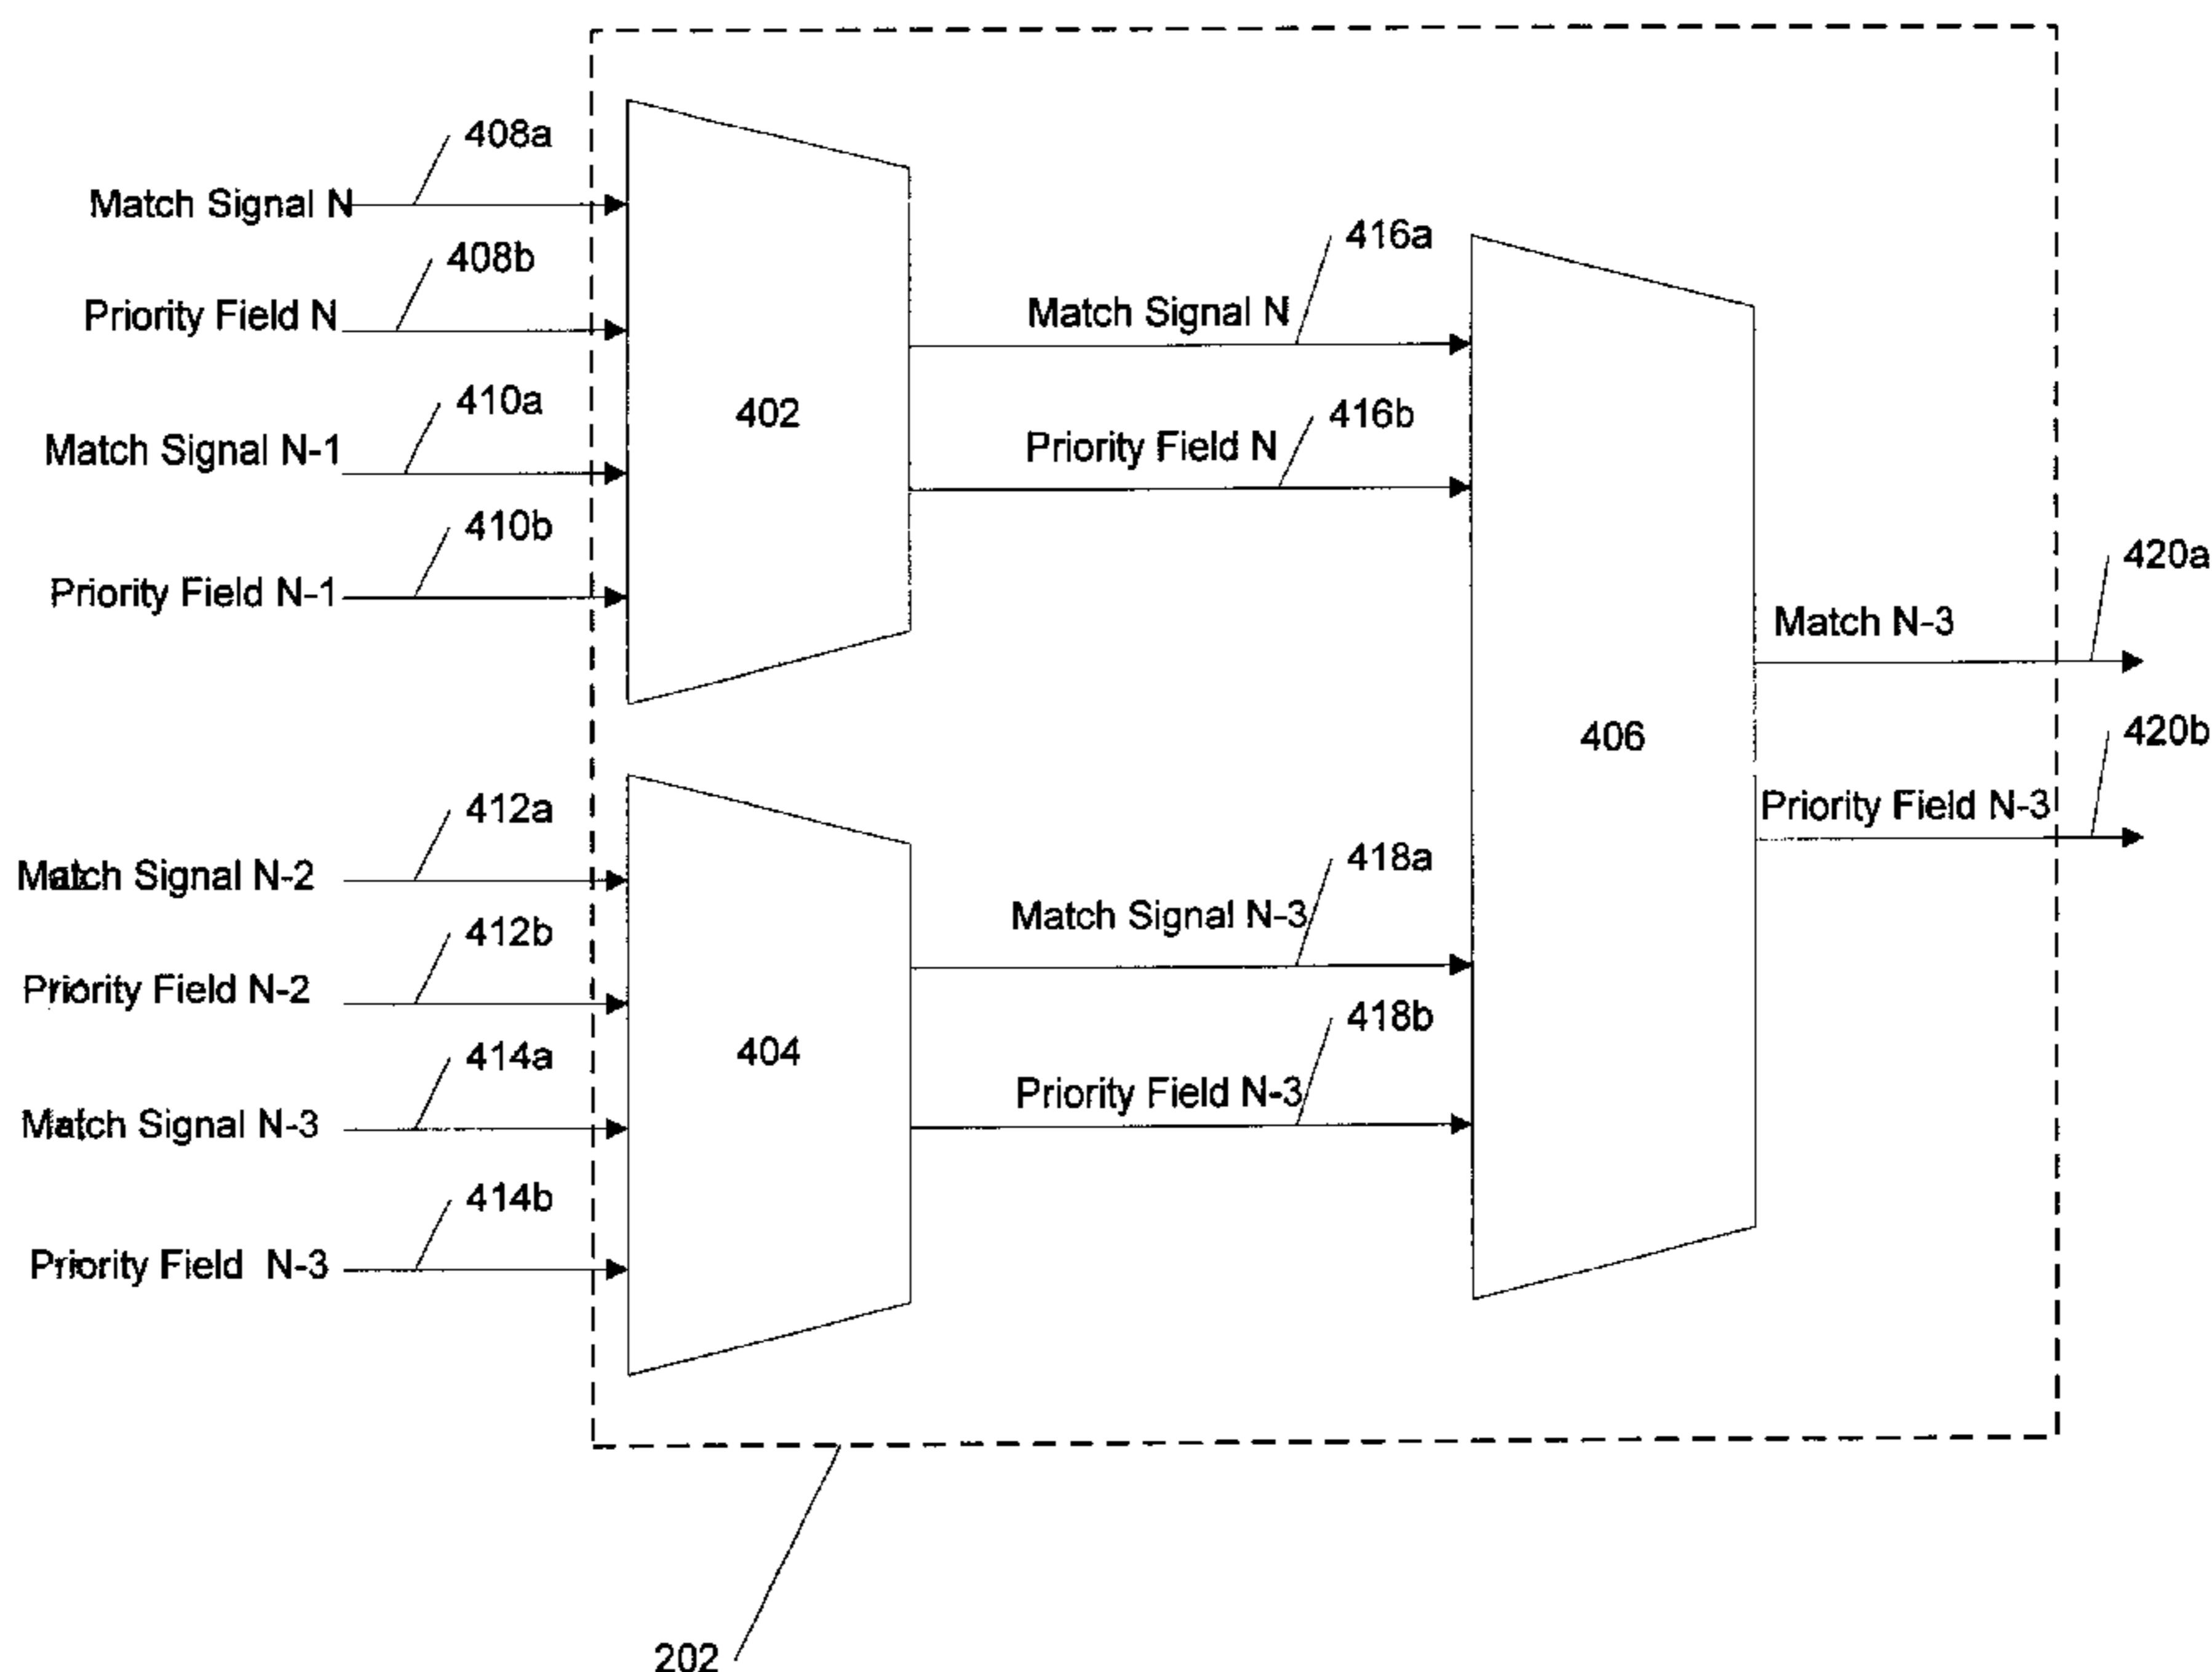 408a
Match Signal N
408b
Priority Field N
410a
Match Signal N-1
410b
Priority Field N-1
402
416a
Match Signal N
416b
Priority Field N
420a
Match N-3
406
420b
Priority Field N-3
412a
Match Signal N-2
412b
Priority Field N-2
414a
Match Signal N-3
414b
Priority Field N-3
404
418a
Match Signal N-3
418b
Priority Field N-3
202